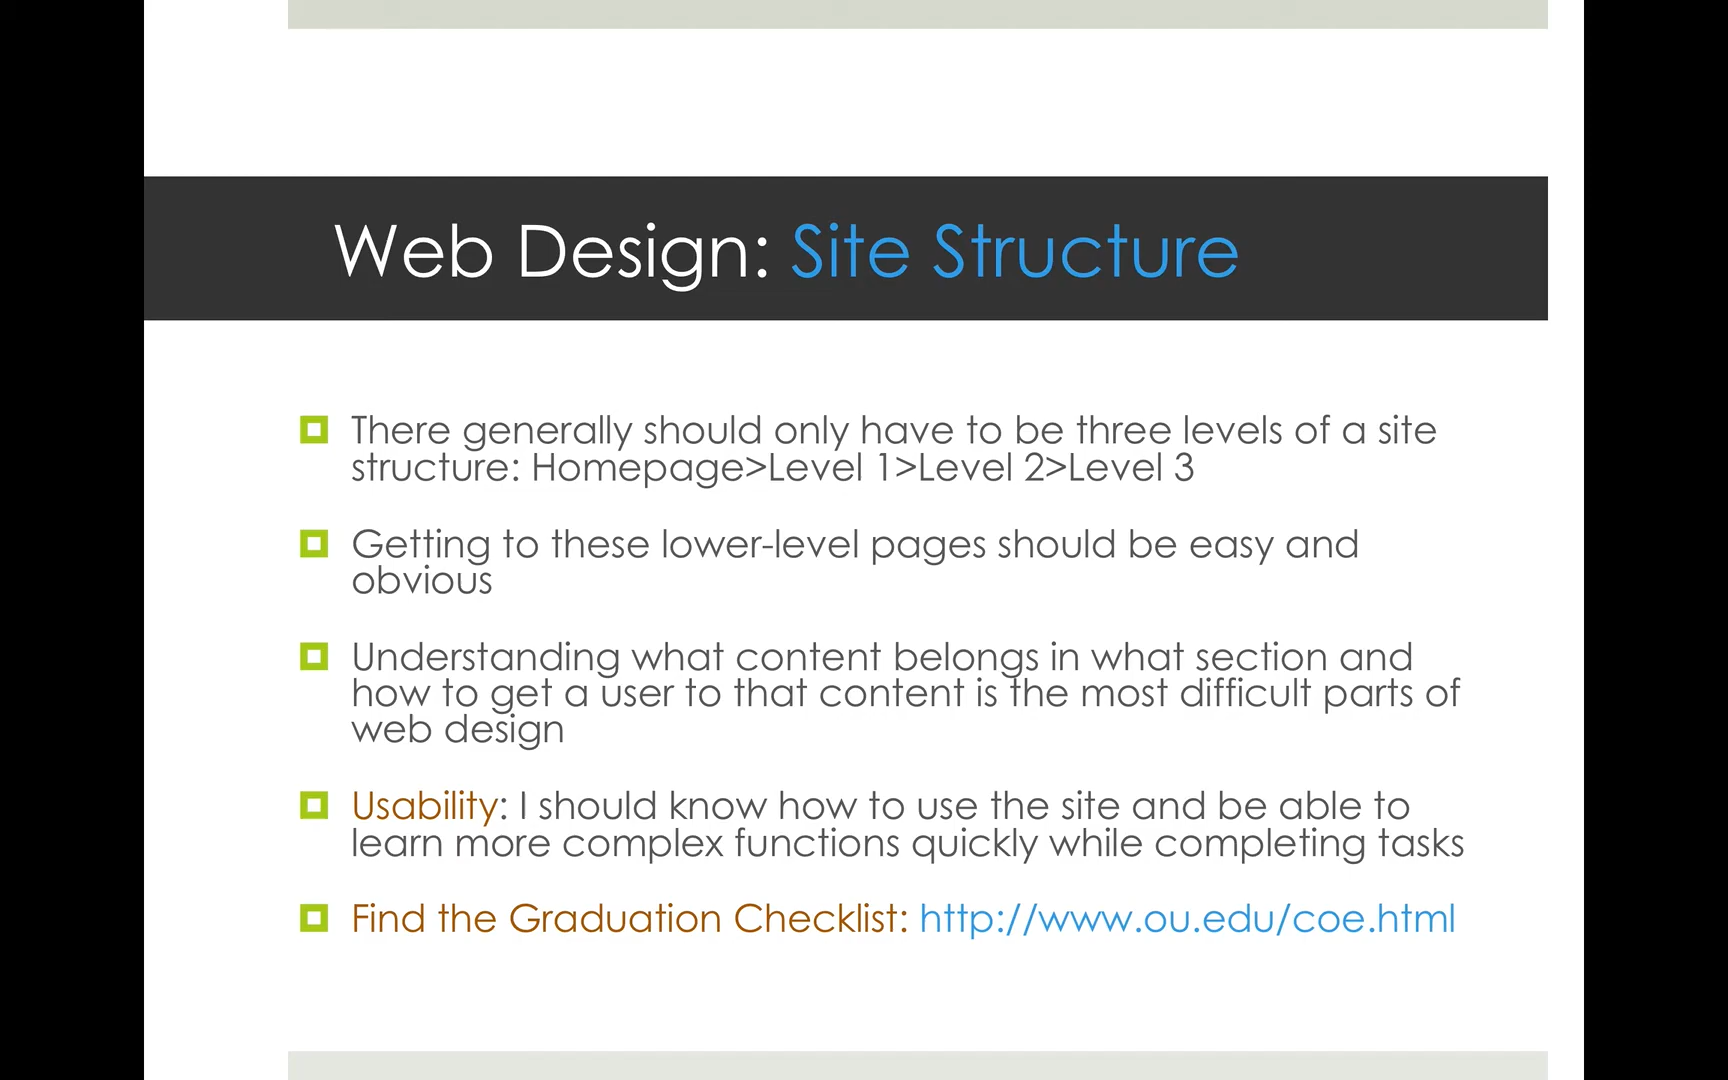 Web Design: Site Structure
There generally should only have to be three levels of a site
structure: Homepage>Level 1>Level 2>Level 3
Getting to these lower-level pages should be easy and
obvious
Understanding what content belongs in what section and
how to get a user to that content is the most difficult parts of
web design
Usability: I should know how to use the site and be able to
learn more complex functions quickly while completing tasks
Find the Graduation Checklist: http://www.ou.edu/coe.html